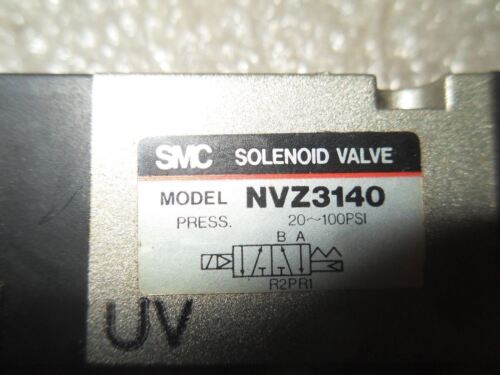 SMC SOLENOID VALVE
MODEL NVZ3140
PRESS. 20~100PSI
B A
R2PR1
UV